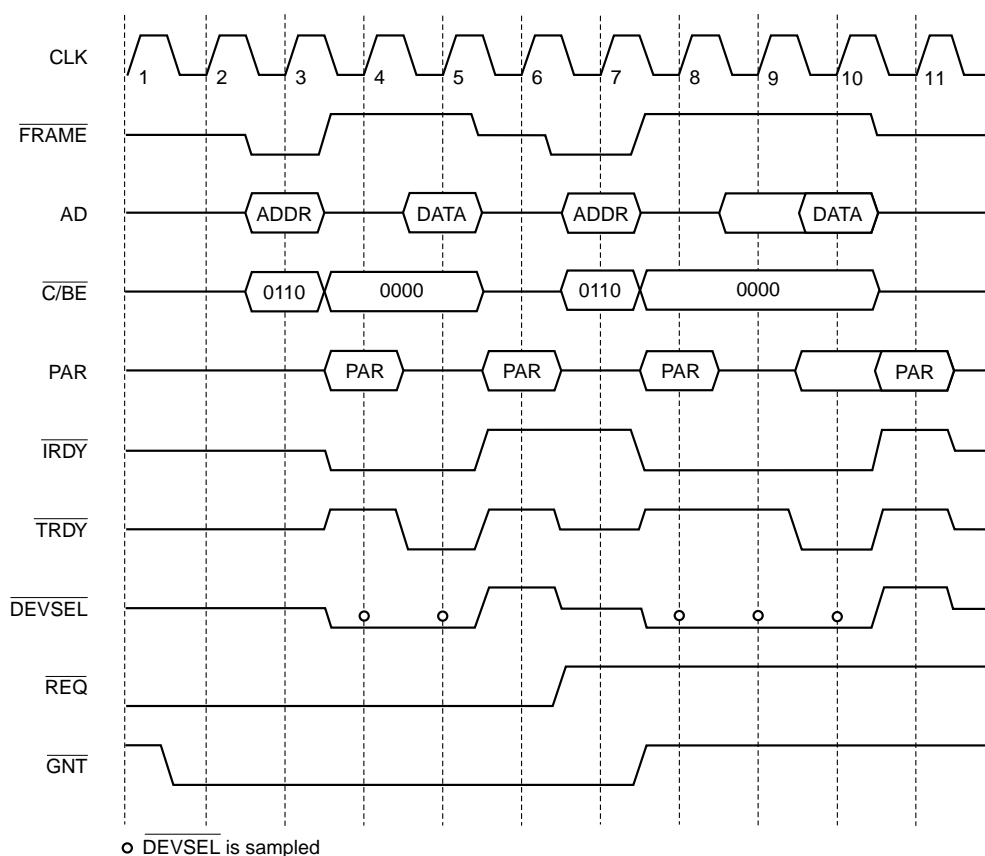 CLK
1 2 3 4 5 6 7 8 9 10 11
FRAME
AD
ADDR DATA ADDR DATA
C/BE
0110 0000 0110 0000
PAR
PAR PAR PAR PAR
IRDY
TRDY
DEVSEL
REQ
GNT
DEVSEL is sampled